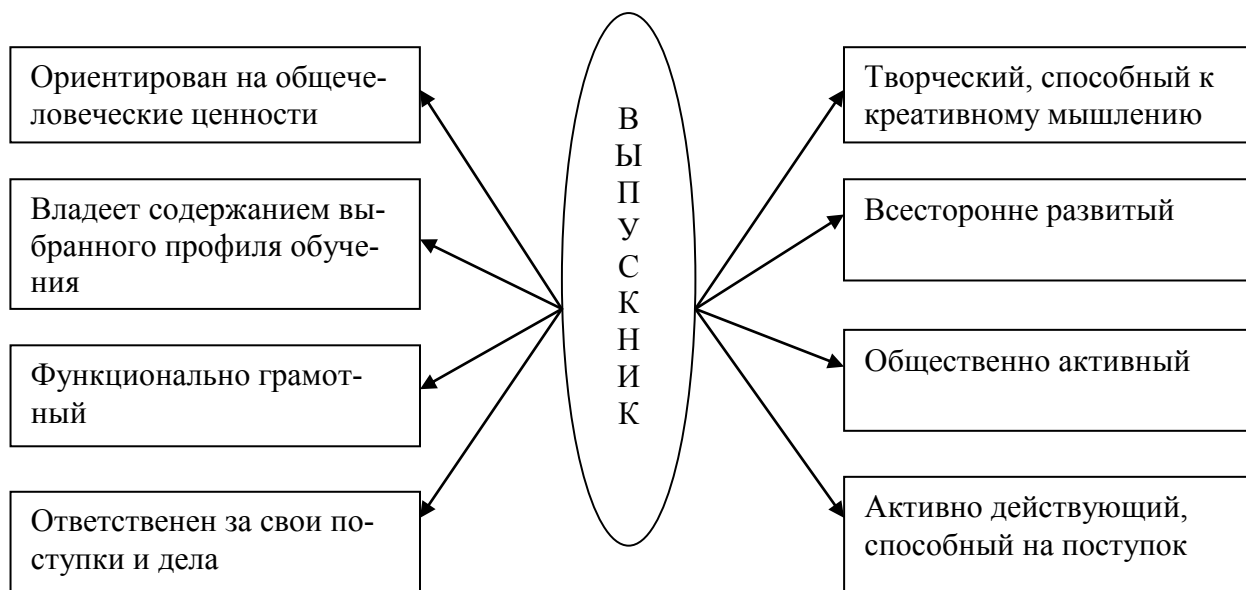 Ориентирован на общече-
ловеческие ценности
Владеет содержанием вы-
бранного профиля обуче-
ния
Функционально грамот-
ный
Ответственен за свои по-
ступки и дела
В
Ы
П
У
С
К
Н
И
К
Творческий, способный к
креативному мышлению
Всесторонне развитый
Общественно активный
Активно действующий,
способный на поступок